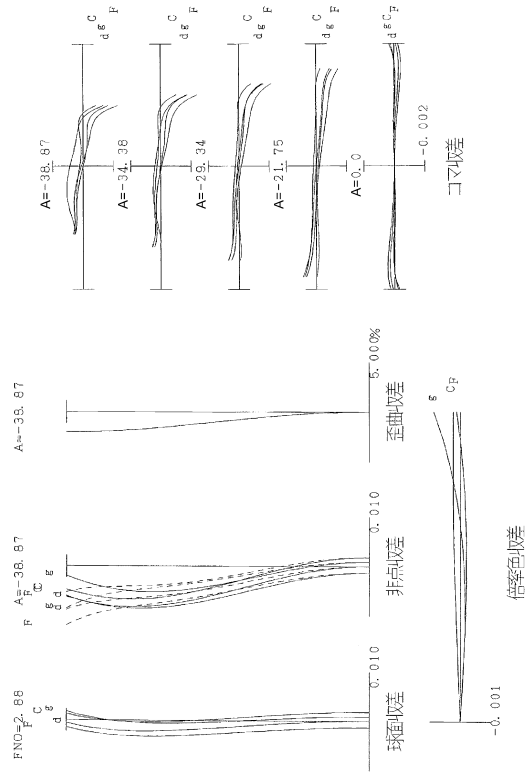 FNO=2.88
F C
d g
0.010
球面収差
A=-38.87
F C C g
F g d d
0.010
非点収差
A=-38.87
5.000%
歪曲収差
g
C F
-0.001
倍率色収差
A=-38.87
C
d g F
A=-34.38
C
d g F
A=-29.34
C
d g F
A=-21.75
C
d g F
A=0.0
d g C F
-0.002
コマ収差